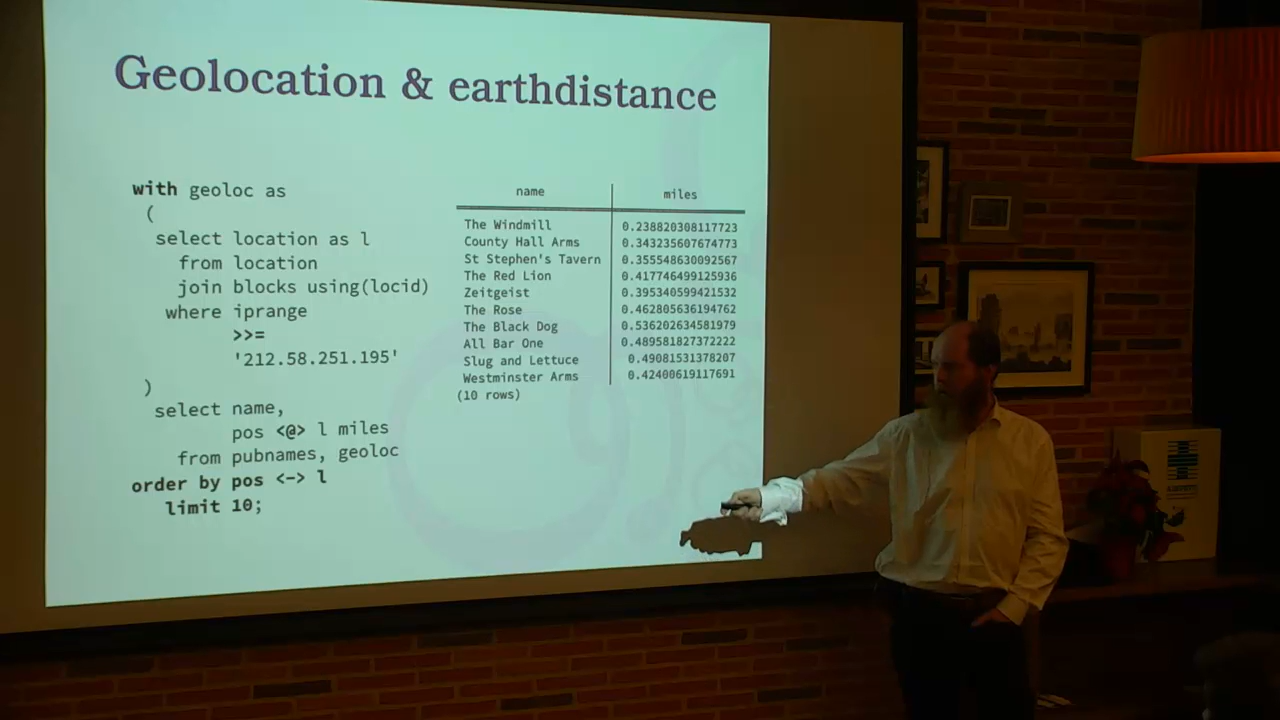 Geolocation & earthdistance
with geoloc as
(
select location as l
from location
join blocks using(locid)
where iprange
>>=
'212.58.251.195'
)
select name,
pos <@> l miles
from pubnames, geoloc
order by pos <-> l
limit 10;
name miles
The Windmill 0.238820308117723
County Hall Arms 0.343235607674773
St Stephen's Tavern 0.355548630092567
The Red Lion 0.417746499125936
Zeitgeist 0.395340599421532
The Rose 0.462805636194762
The Black Dog 0.536202634581979
All Bar One 0.489581827372222
Slug and Lettuce 0.49081531378207
Westminster Arms 0.42400619117691
(10 rows)